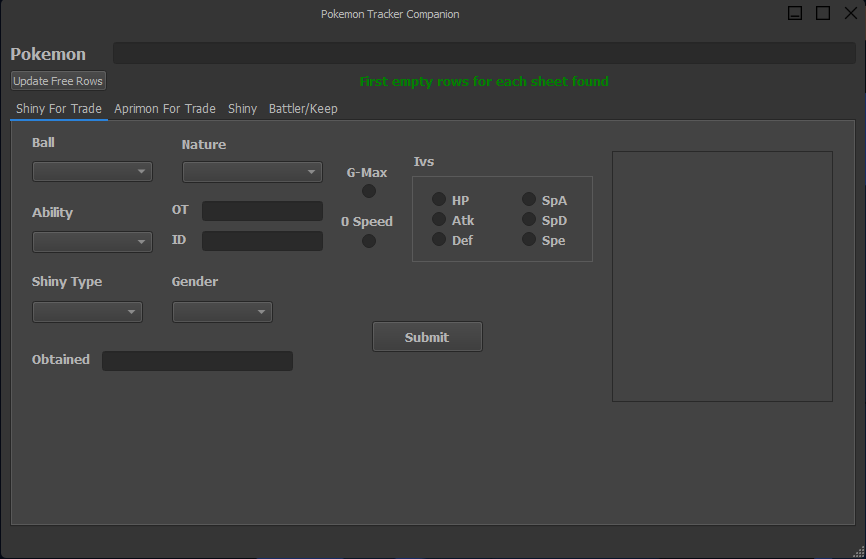 Pokemon Tracker Companion
Pokemon
Update Free Rows
First empty rows for each sheet found
Shiny For Trade Aprimon For Trade Shiny Battler/Keep
Ball
Nature
G-Max
Ivs
HP
SpA
Atk
SpD
Def
Spe
Ability
OT
ID
0 Speed
Shiny Type
Gender
Submit
Obtained